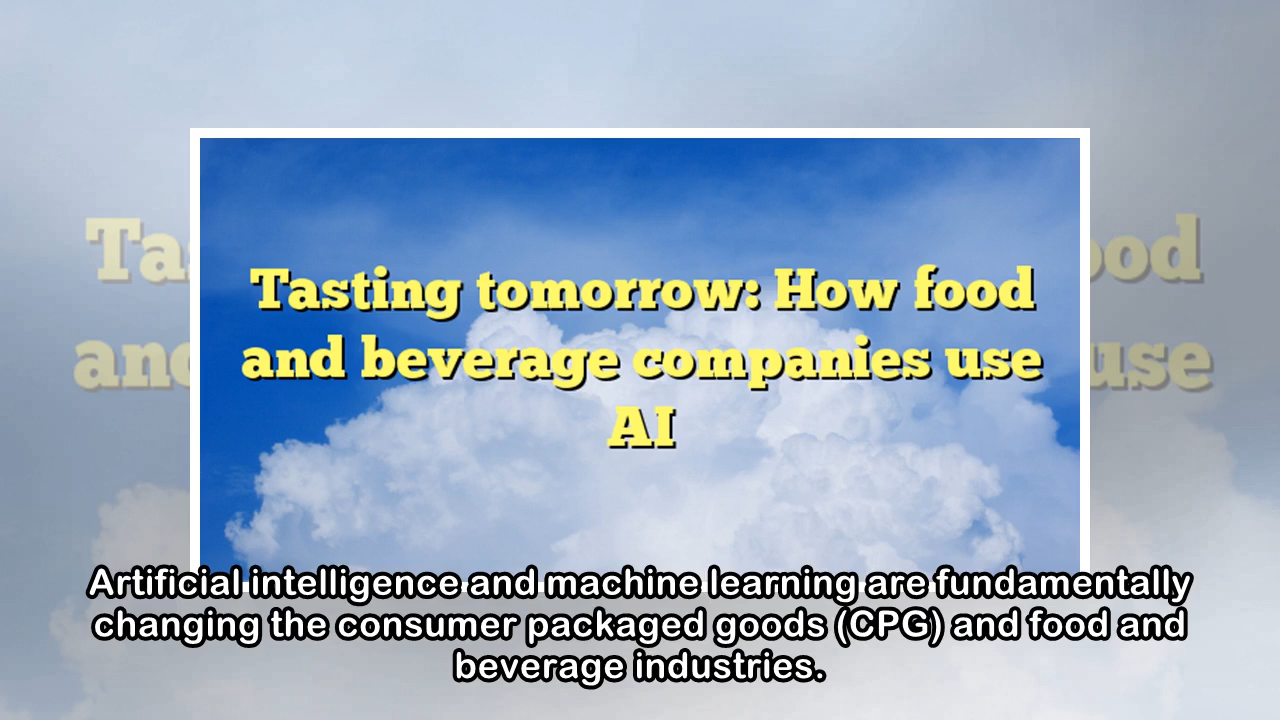 Tasting tomorrow: How food
and beverage companies use
AI
Artificial intelligence and machine learning are fundamentally
changing the consumer packaged goods (CPG) and food and
beverage industries.